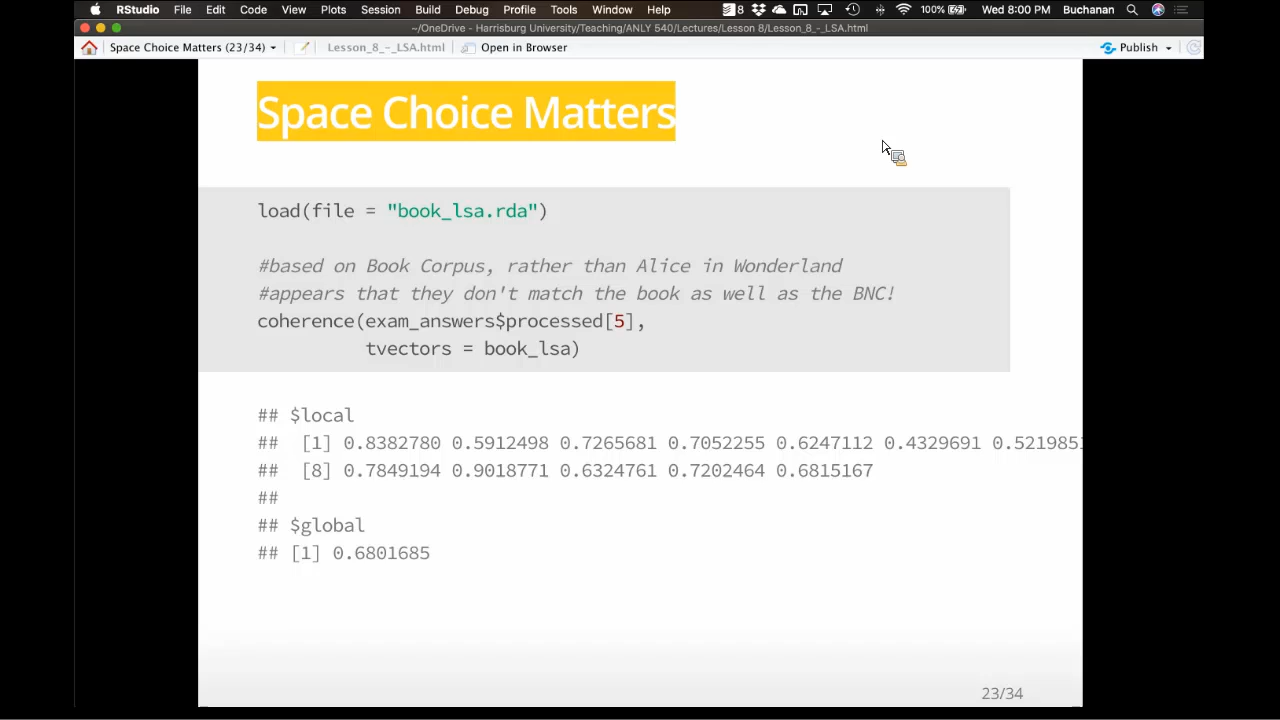 RStudio File Edit Code View Plots Session Build Debug Profile Tools Window Help 8 100% Wed 8:00 PM Buchanan
~/OneDrive - Harrisburg University/Teaching/ANLY 540/Lectures/Lesson 8/Lesson_8_-_LSA.html
Space Choice Matters (23/34) Lesson_8_-_LSA.html Open in Browser Publish
Space Choice Matters
load(file = "book_lsa.rda")
#based on Book Corpus, rather than Alice in Wonderland
#appears that they don't match the book as well as the BNC!
coherence(exam_answers$processed[5],
tvectors = book_lsa)
## $local
## [1] 0.8382780 0.5912498 0.7265681 0.7052255 0.6247112 0.4329691 0.521985
## [8] 0.7849194 0.9018771 0.6324761 0.7202464 0.6815167
##
## $global
## [1] 0.6801685
23/34